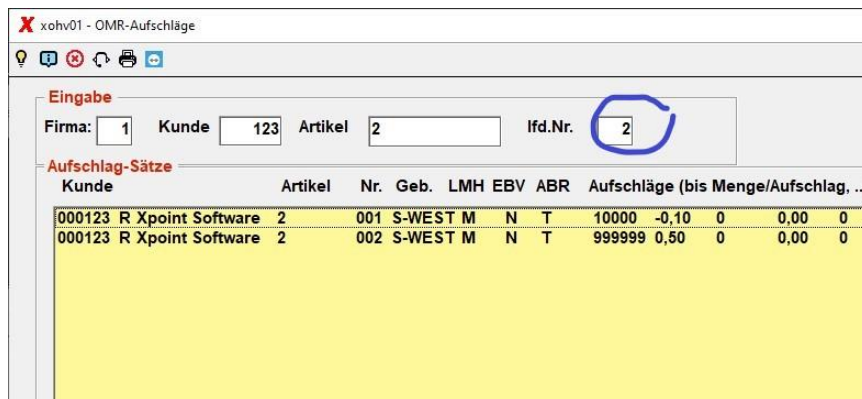 X xohv01 - OMR-Aufschläge
Eingabe
Firma: 1 Kunde 123 Artikel 2 lfd.Nr. 2
Aufschlag-Sätze
Kunde Artikel Nr. Geb. LMH EBV ABR Aufschläge (bis Menge/Aufschlag, ..
000123 R Xpoint Software 2 001 S-WEST M N T 10000 -0,10 0 0,00 0
000123 R Xpoint Software 2 002 S-WEST M N T 999999 0,50 0 0,00 0